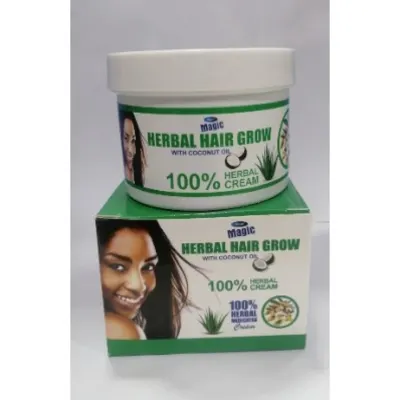 Magic
HERBAL HAIR GROW
WITH COCONUT OIL
100% HERBAL
CREAM
Magic
HERBAL HAIR GROW
WITH COCONUT OIL
100% HERBAL
CREAM
100%
HERBAL
Cream